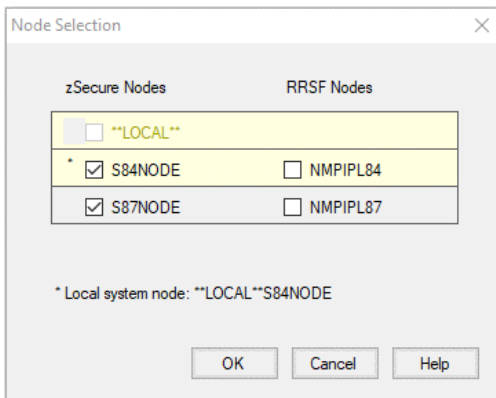 Node Selection
zSecure Nodes RRSF Nodes
**LOCAL**
* S84NODE NMPIPL84
S87NODE NMPIPL87
* Local system node: **LOCAL**S84NODE
OK Cancel Help